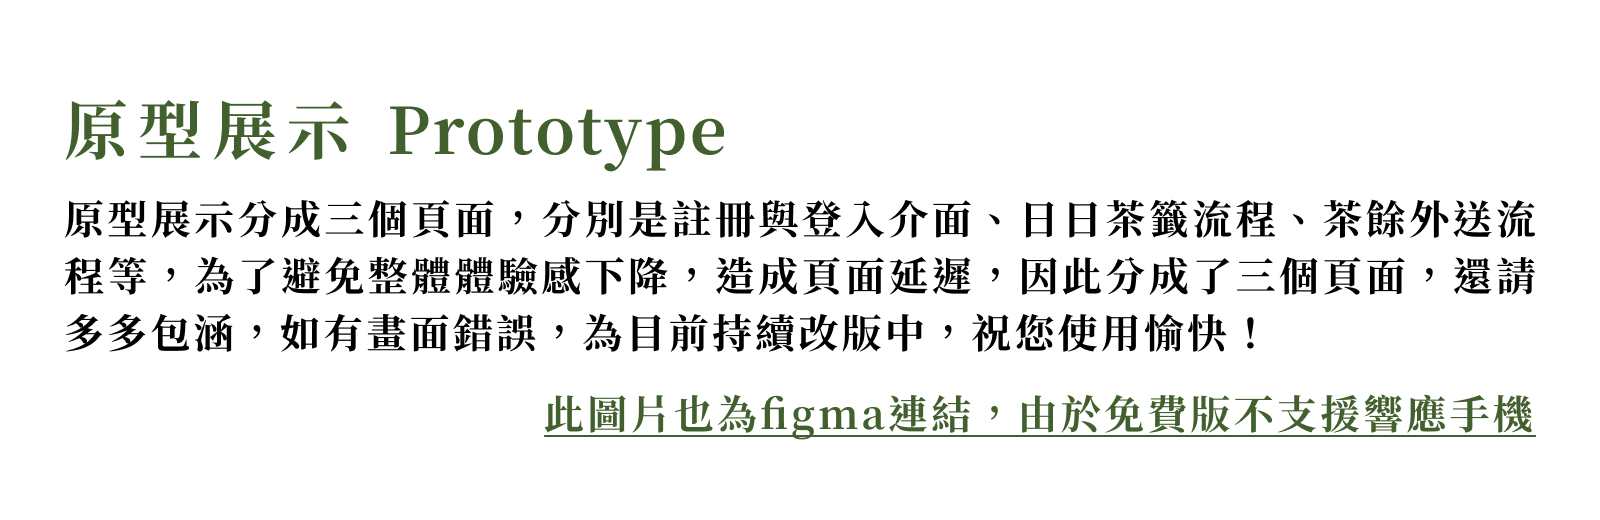 原型展示 Prototype
原型展示分成三個頁面，分別是註冊與登入介面、日日茶籤流程、茶餘外送流
程等，為了避免整體體驗感下降，造成頁面延遲，因此分成了三個頁面，還請
多多包涵，如有畫面錯誤，為目前持續改版中，祝您使用愉快！
此圖片也為figma連結，由於免費版不支援響應手機